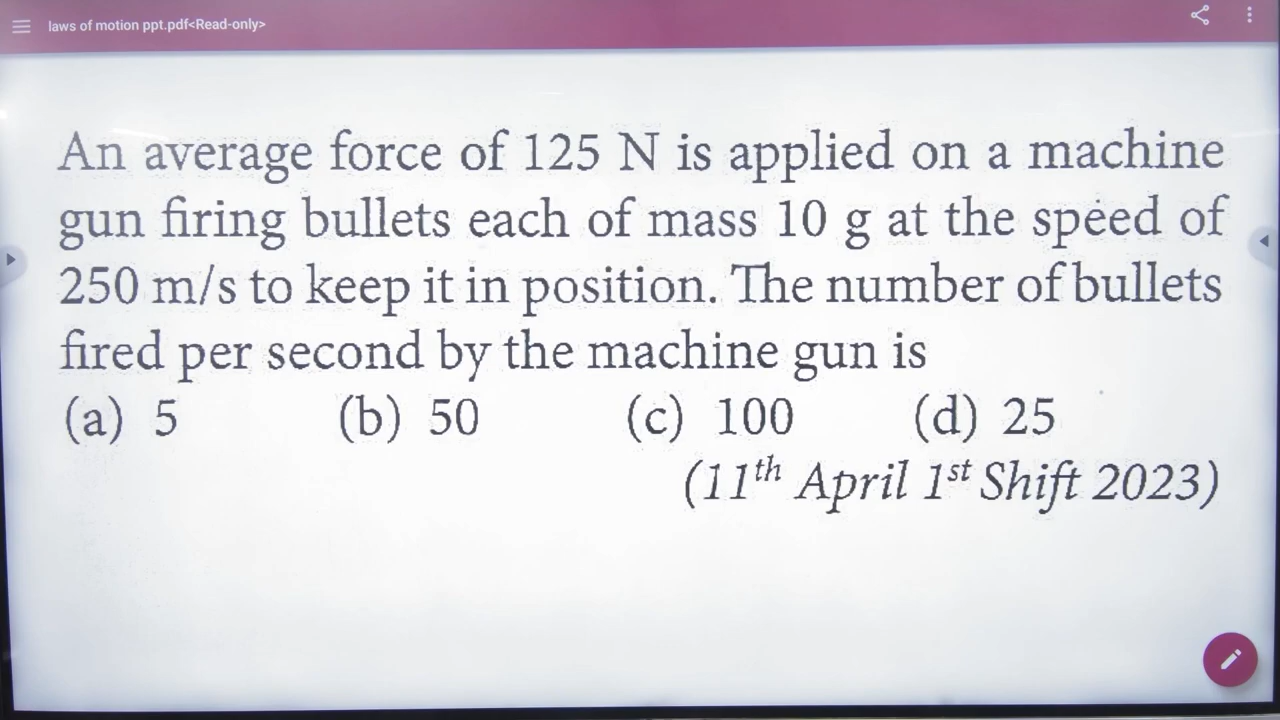 laws of motion ppt.pdf<Read-only>
An average force of 125 N is applied on a machine
gun firing bullets each of mass 10 g at the speed of
250 m/s to keep it in position. The number of bullets
fired per second by the machine gun is
(a) 5 (b) 50 (c) 100 (d) 25
(11th April 1st Shift 2023)